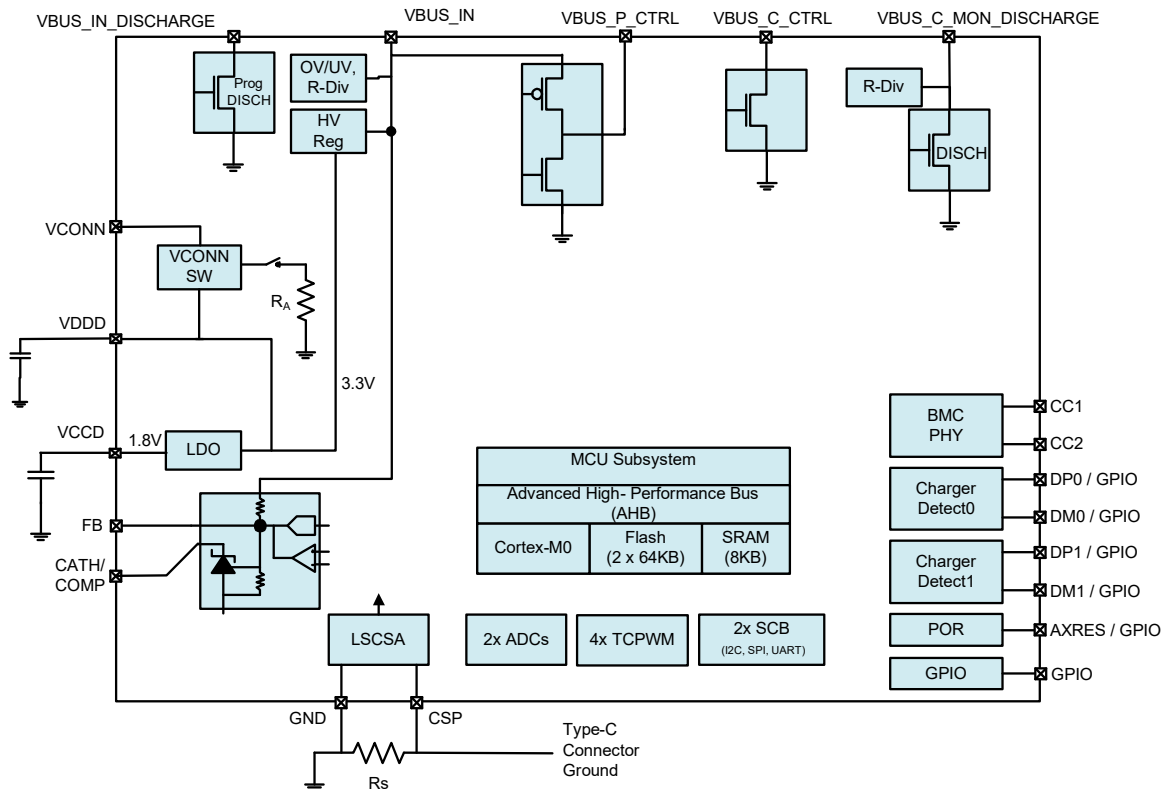 VBUS_IN_DISCHARGE
VBUS_IN
VBUS_P_CTRL
VBUS_C_CTRL
VBUS_C_MON_DISCHARGE
Prog
DISCH
OV/UV,
R-Div
HV
Reg
R-Div
DISCH
VCONN
VCONN
SW
RA
VDDD
3.3V
VCCD
1.8V
LDO
FB
CATH/
COMP
MCU Subsystem
Advanced High- Performance Bus
(AHB)
Cortex-M0
Flash
(2 x 64KB)
SRAM
(8KB)
BMC
PHY
CC1
CC2
Charger
Detect0
DP0 / GPIO
DM0 / GPIO
Charger
Detect1
DP1 / GPIO
DM1 / GPIO
POR
AXRES / GPIO
GPIO
GPIO
LSCSA
2x ADCs
4x TCPWM
2x SCB
(I2C, SPI, UART)
GND
CSP
Rs
Type-C
Connector
Ground